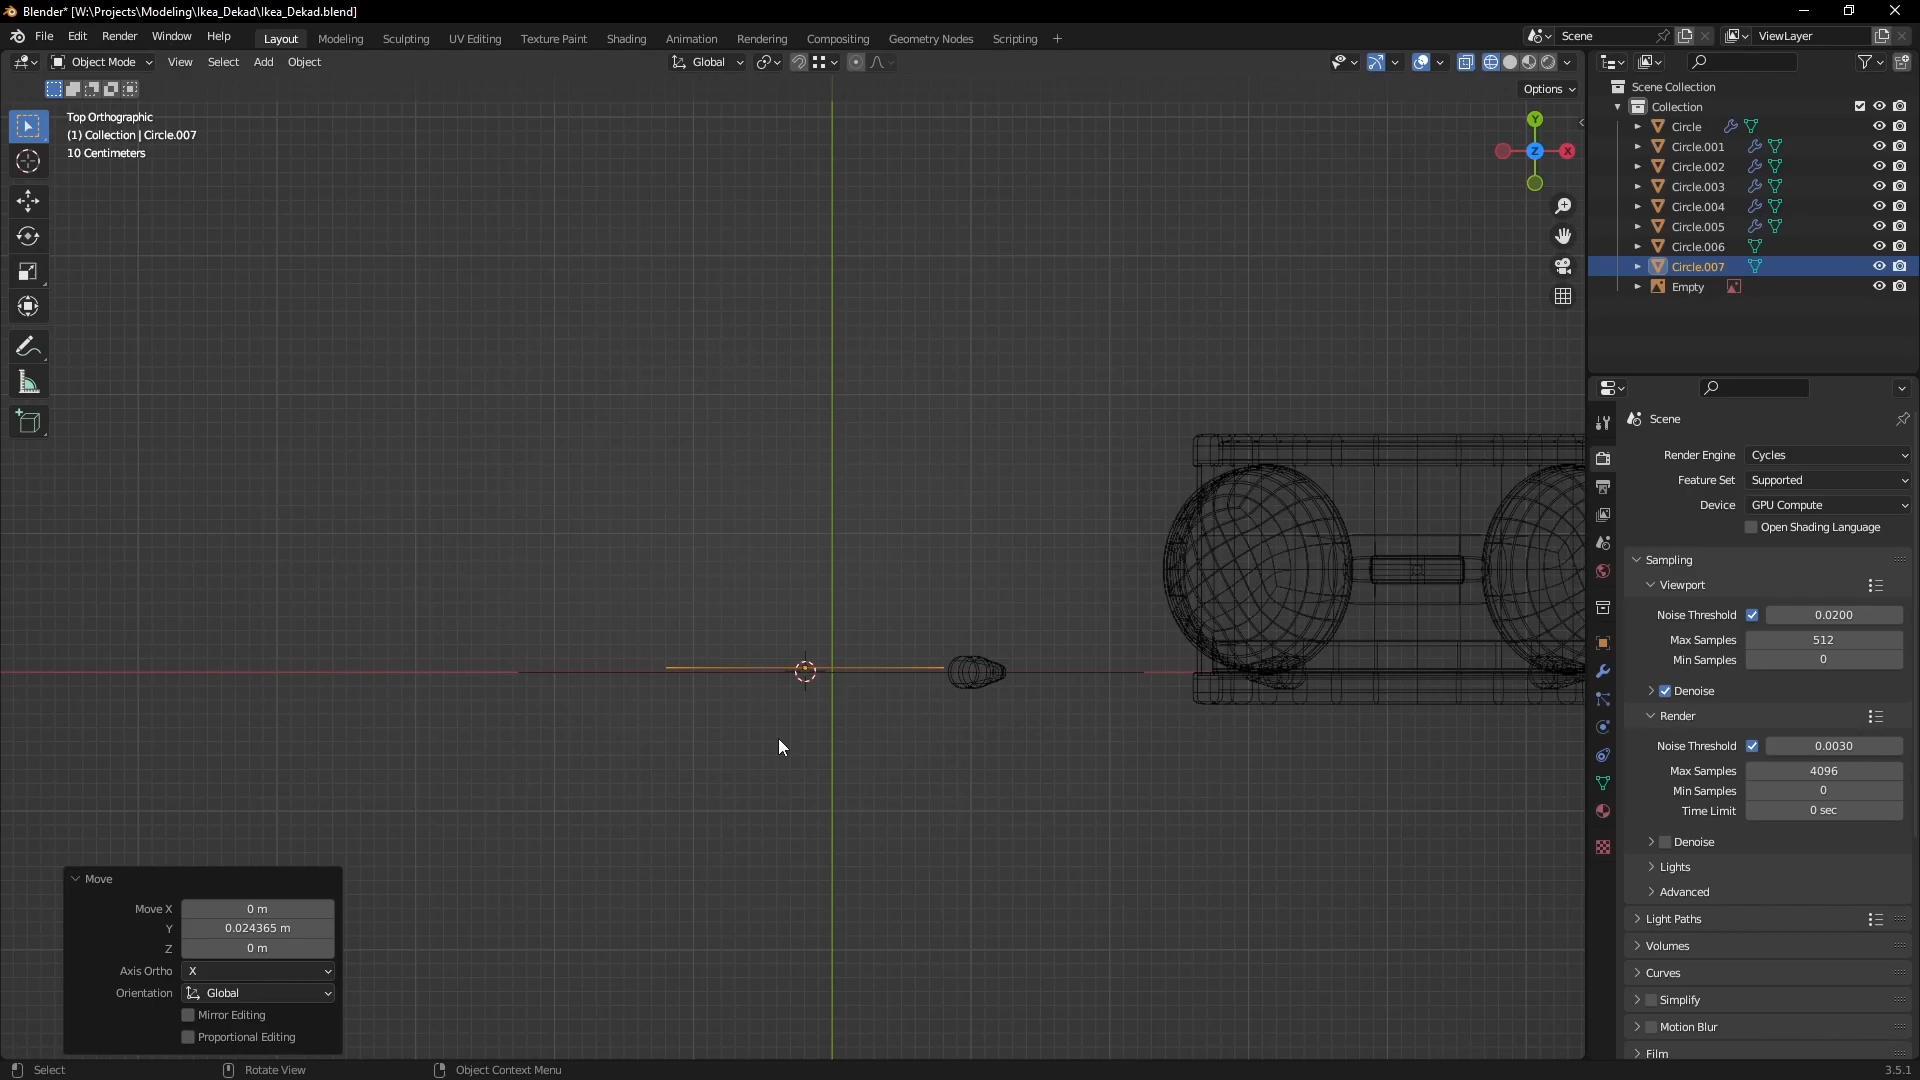 Blender* [W:\Projects\Modeling\Ikea_Dekad\Ikea_Dekad.blend]
File Edit Render Window Help Layout Modeling Sculpting UV Editing Texture Paint Shading Animation Rendering Compositing Geometry Nodes Scripting + Scene ViewLayer
Object Mode View Select Add Object Global
Options
Top Orthographic
(1) Collection | Circle.007
10 Centimeters
Y
Z
X
Scene Collection
Collection
Circle
Circle.001
Circle.002
Circle.003
Circle.004
Circle.005
Circle.006
Circle.007
Empty
Scene
Render Engine Cycles
Feature Set Supported
Device GPU Compute
Open Shading Language
Sampling
Viewport
Noise Threshold 0.0200
Max Samples 512
Min Samples 0
Denoise
Render
Noise Threshold 0.0030
Max Samples 4096
Min Samples 0
Time Limit 0 sec
Denoise
Lights
Advanced
Light Paths
Volumes
Curves
Simplify
Motion Blur
Film
Move
Move X 0 m
Y 0.024365 m
Z 0 m
Axis Ortho X
Orientation Global
Mirror Editing
Proportional Editing
Select Rotate View Object Context Menu 3.5.1